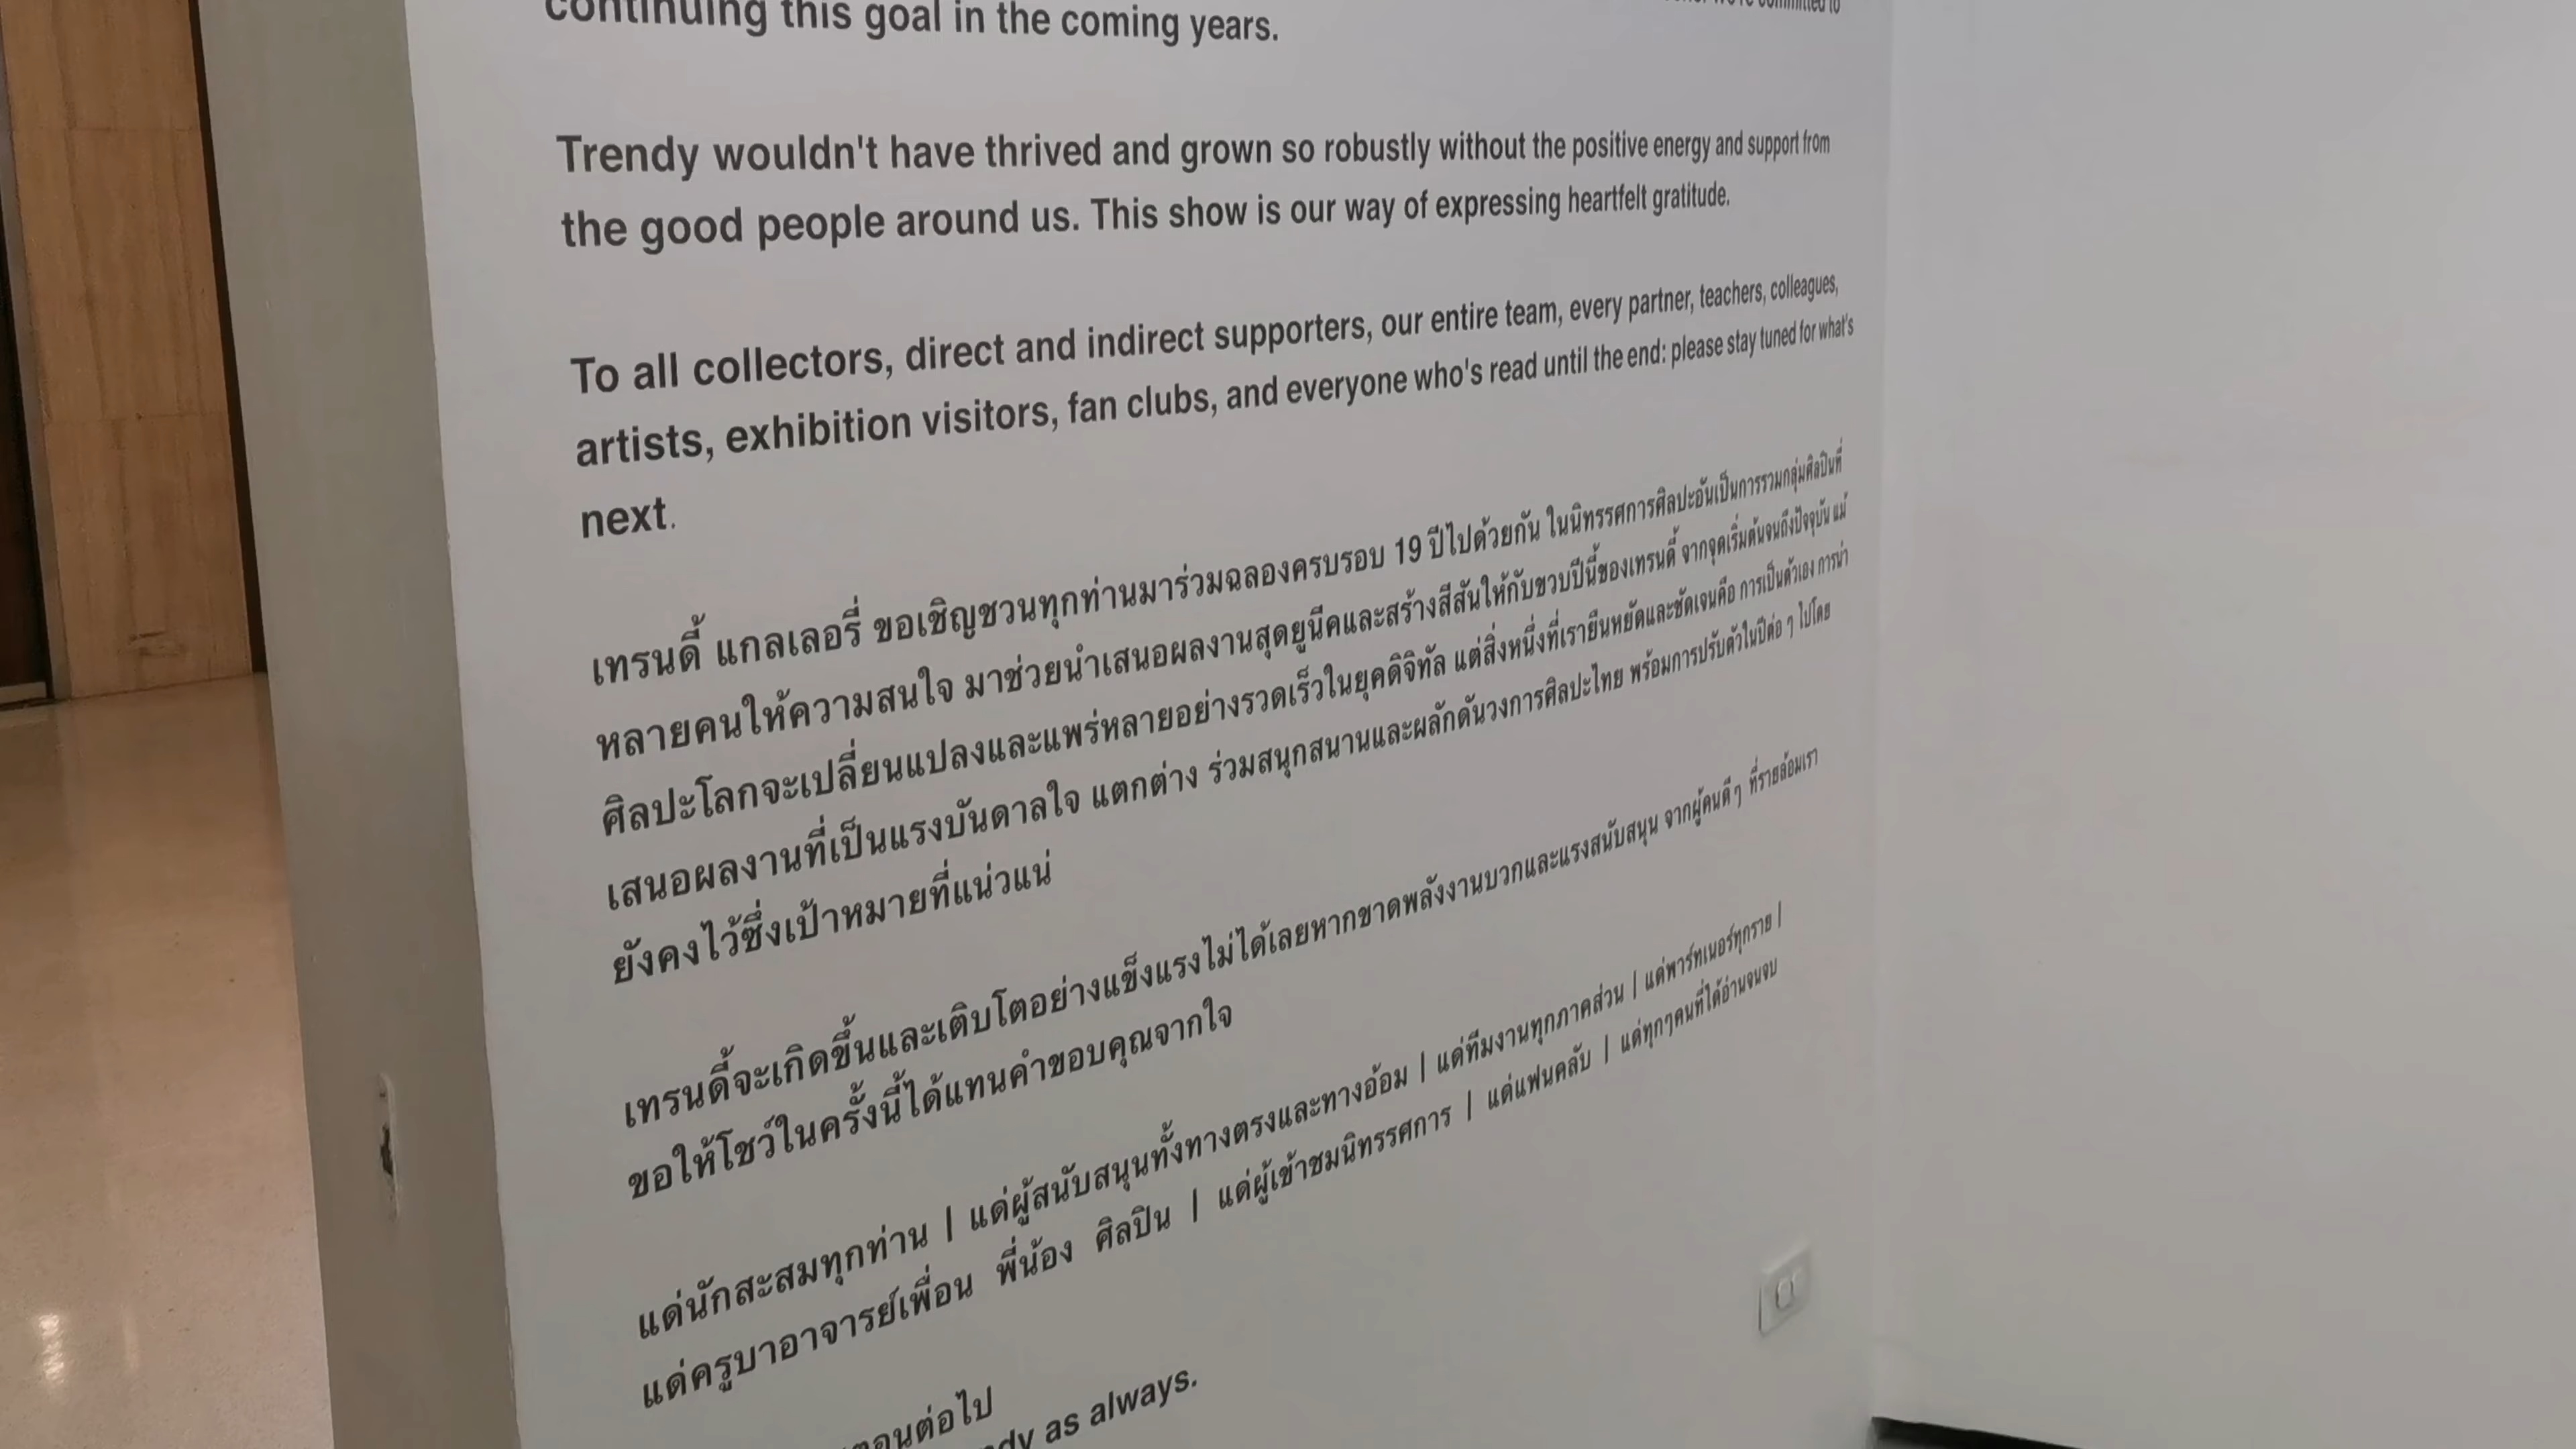 continuing this goal in the coming years.
Trendy wouldn't have thrived and grown so robustly without the positive energy and support from
the good people around us. This show is our way of expressing heartfelt gratitude.
To all collectors, direct and indirect supporters, our entire team, every partner, teachers, colleagues,
artists, exhibition visitors, fan clubs, and everyone who's read until the end: please stay tuned for what's
next.
เทรนดี้ แกลเลอรี่ ขอเชิญชวนทุกท่านมาร่วมฉลองครบรอบ 19 ปีไปด้วยกัน ในนิทรรศการศิลปะอันเป็นการรวมกลุ่มศิลปินที่
หลายคนให้ความสนใจ มาช่วยนำเสนอผลงานสุดยูนีคและสร้างสีสันให้กับขวบปีนี้ของเทรนดี้ จากจุดเริ่มต้นจนถึงปัจจุบัน แม้
ศิลปะโลกจะเปลี่ยนแปลงและแพร่หลายอย่างรวดเร็วในยุคดิจิทัล แต่สิ่งหนึ่งที่เรายืนหยัดและชัดเจนคือ การเป็นตัวเอง การนำ
เสนอผลงานที่เป็นแรงบันดาลใจ แตกต่าง ร่วมสนุกสนานและผลักดันวงการศิลปะไทย พร้อมการปรับตัวในปีต่อ ๆ ไปโดย
ยังคงไว้ซึ่งเป้าหมายที่แน่วแน่
เทรนดี้จะเกิดขึ้นและเติบโตอย่างแข็งแรงไม่ได้เลยหากขาดพลังงานบวกและแรงสนับสนุน จากผู้คนดีๆ ที่รายล้อมเรา
ขอให้โชว์ในครั้งนี้ได้แทนคำขอบคุณจากใจ
แด่นักสะสมทุกท่าน | แด่ผู้สนับสนุนทั้งทางตรงและทางอ้อม | แด่ทีมงานทุกภาคส่วน | แด่พาร์ทเนอร์ทุกราย |
แด่ครูบาอาจารย์เพื่อน พี่น้อง ศิลปิน | แด่ผู้เข้าชมนิทรรศการ | แด่แฟนคลับ | แด่ทุกๆคนที่ได้อ่านจนจบ
ตอนต่อไป
as always.